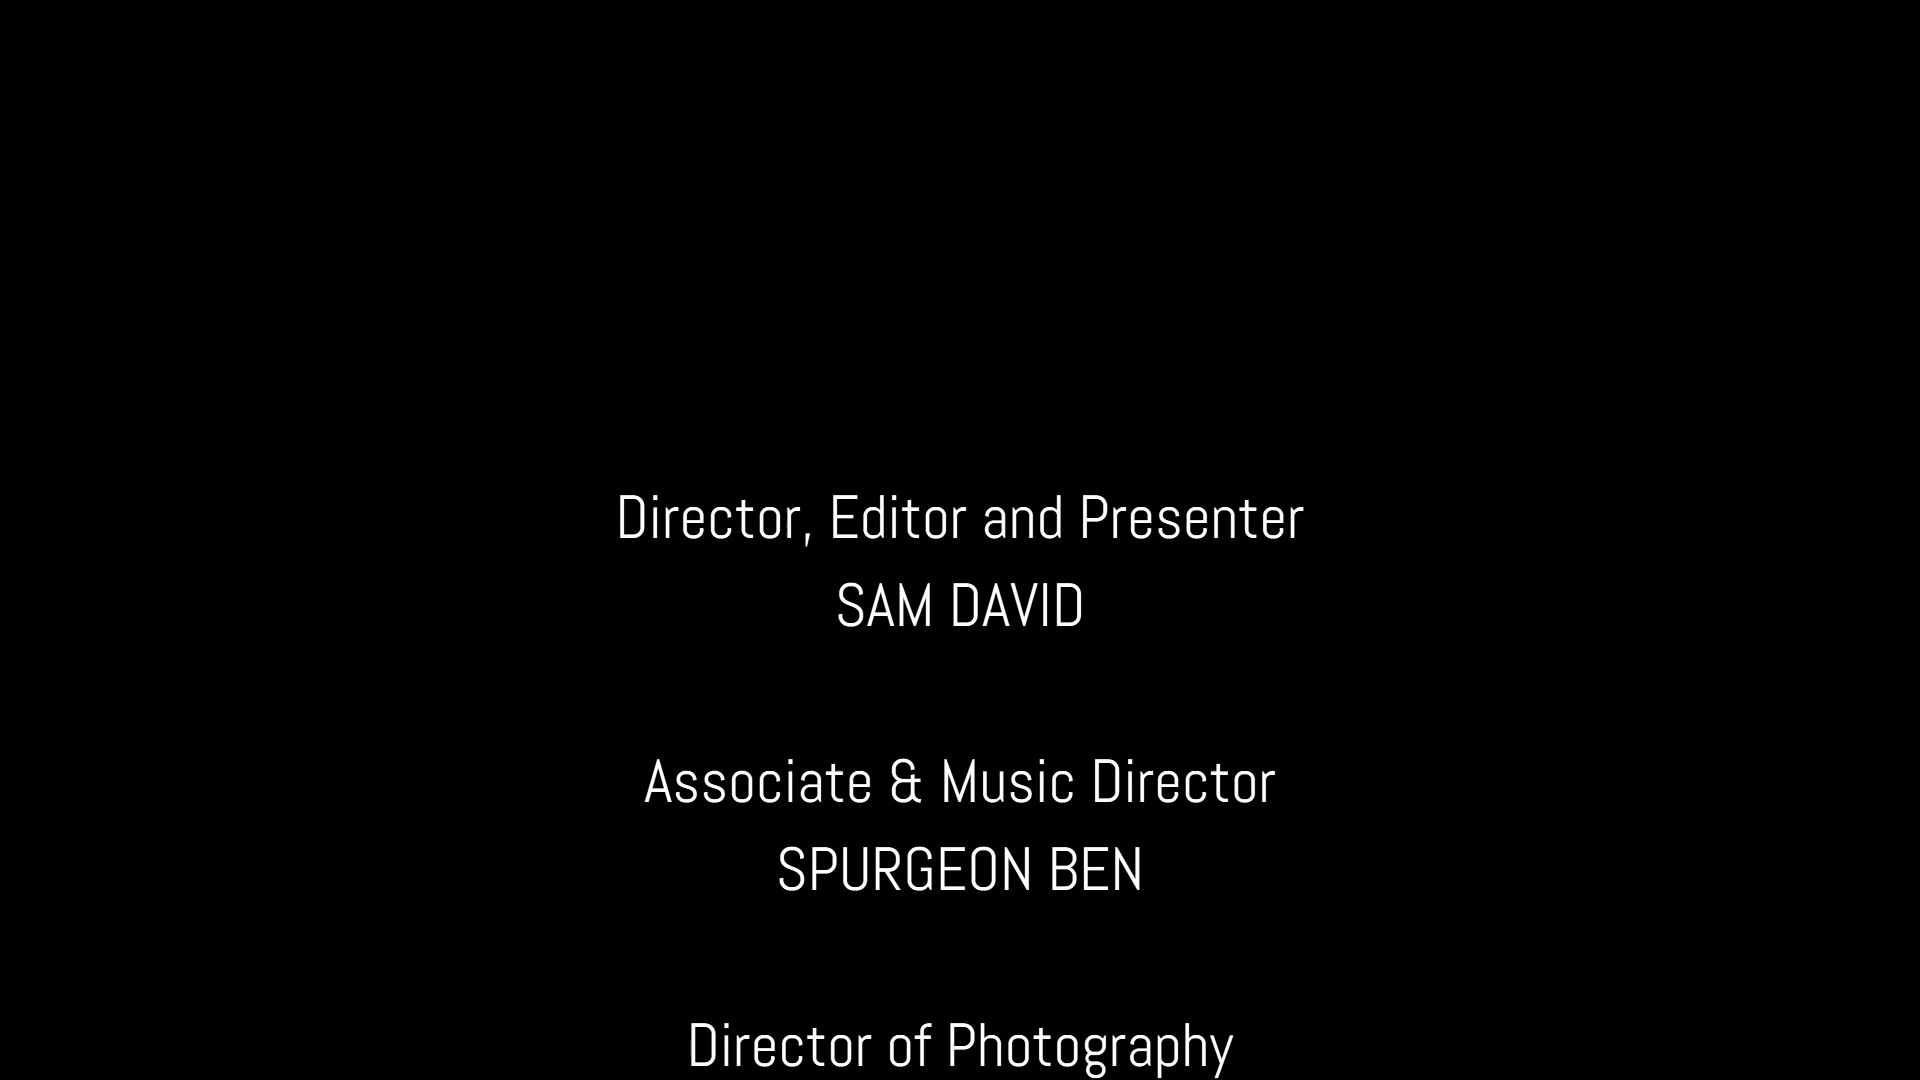 Director, Editor and Presenter
SAM DAVID
Associate & Music Director
SPURGEON BEN
Director of Photography